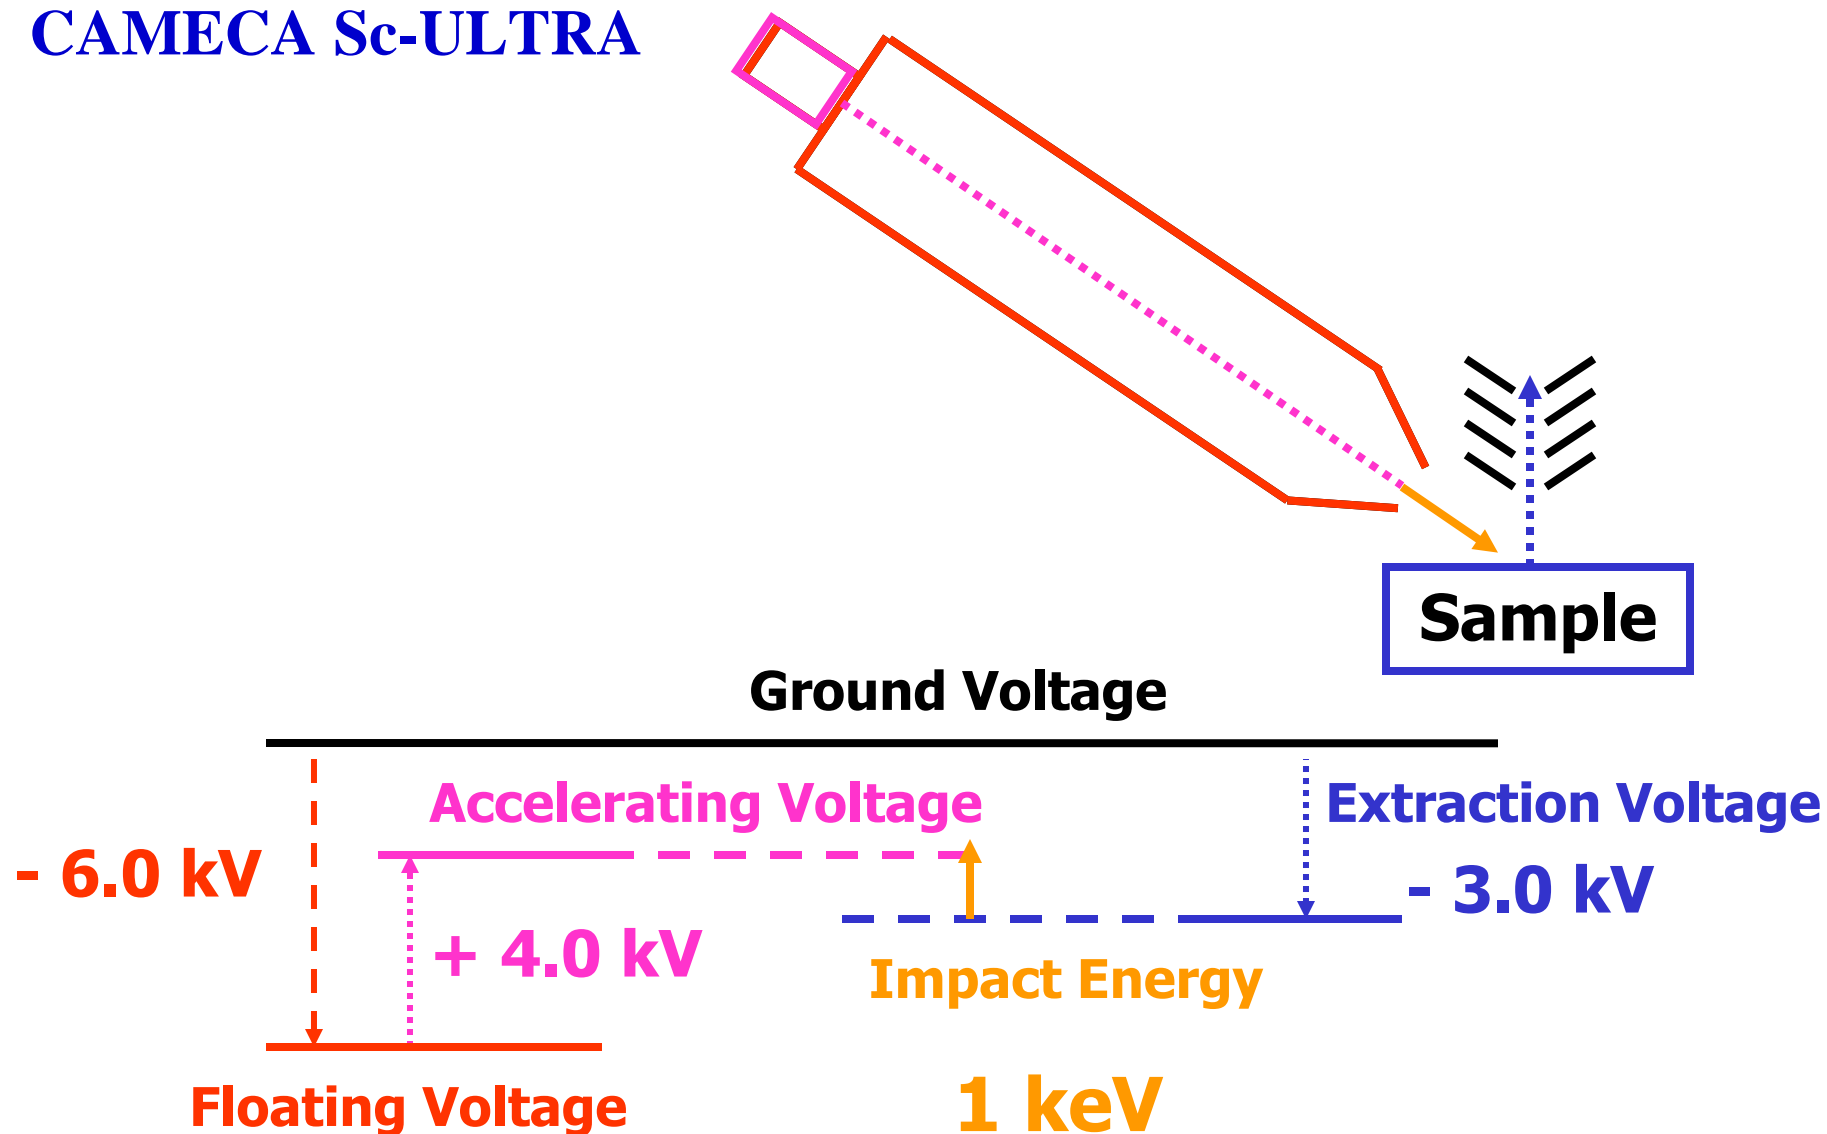 CAMECA Sc-ULTRA
Sample
Ground Voltage
Accelerating Voltage
Extraction Voltage
- 6.0 kV
- 3.0 kV
+ 4.0 kV
Impact Energy
Floating Voltage
1 keV